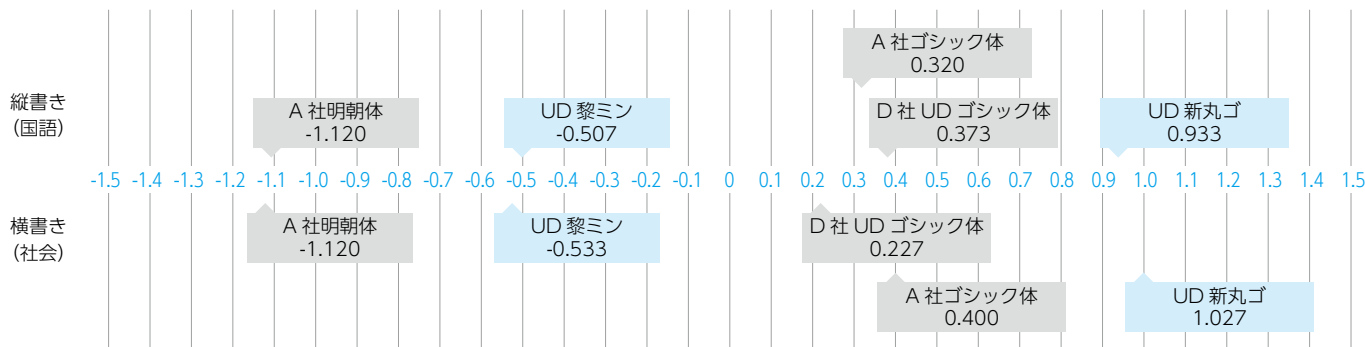 A 社ゴシック体
0.320
縦書き
(国語)
A 社明朝体
-1.120
UD 黎ミン
-0.507
D 社 UD ゴシック体
0.373
UD 新丸ゴ
0.933
-1.5 -1.4 -1.3 -1.2 -1.1 -1.0 -0.9 -0.8 -0.7 -0.6 -0.5 -0.4 -0.3 -0.2 -0.1 0 0.1 0.2 0.3 0.4 0.5 0.6 0.7 0.8 0.9 1.0 1.1 1.2 1.3 1.4 1.5
横書き
(社会)
A 社明朝体
-1.120
UD 黎ミン
-0.533
D 社 UD ゴシック体
0.227
A 社ゴシック体
0.400
UD 新丸ゴ
1.027